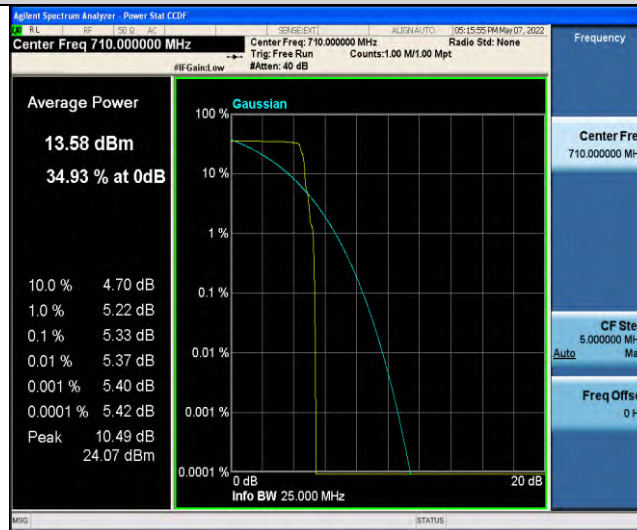 Agilent Spectrum Analyzer - Power Stat CCDF
RL RF 50 Ω AC SENSE:EXT ALIGN AUTO 05:15:55 PM May 07, 2022
Center Freq 710.000000 MHz
Center Freq: 710.000000 MHz Radio Std: None
Trig: Free Run Counts:1.00 M/1.00 Mpt
#IFGain:Low #Atten: 40 dB
Frequency
Average Power
13.58 dBm
34.93 % at 0dB
10.0 % 4.70 dB
1.0 % 5.22 dB
0.1 % 5.33 dB
0.01 % 5.37 dB
0.001 % 5.40 dB
0.0001 % 5.42 dB
Peak 10.49 dB
24.07 dBm
Gaussian
100 %
10 %
1 %
0.1 %
0.01 %
0.001 %
0.0001 %
0 dB 20 dB
Info BW 25.000 MHz
Center Fre
710.000000 MH
CF Ste
5.000000 MH
Auto Ma
Freq Offs
0 H
MSG STATUS